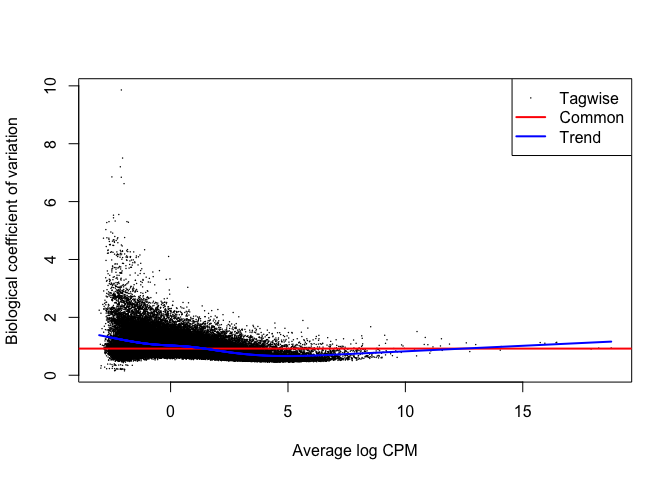 Biological coefficient of variation
10
8
6
4
2
0
Tagwise
Common
Trend
0 5 10 15
Average log CPM